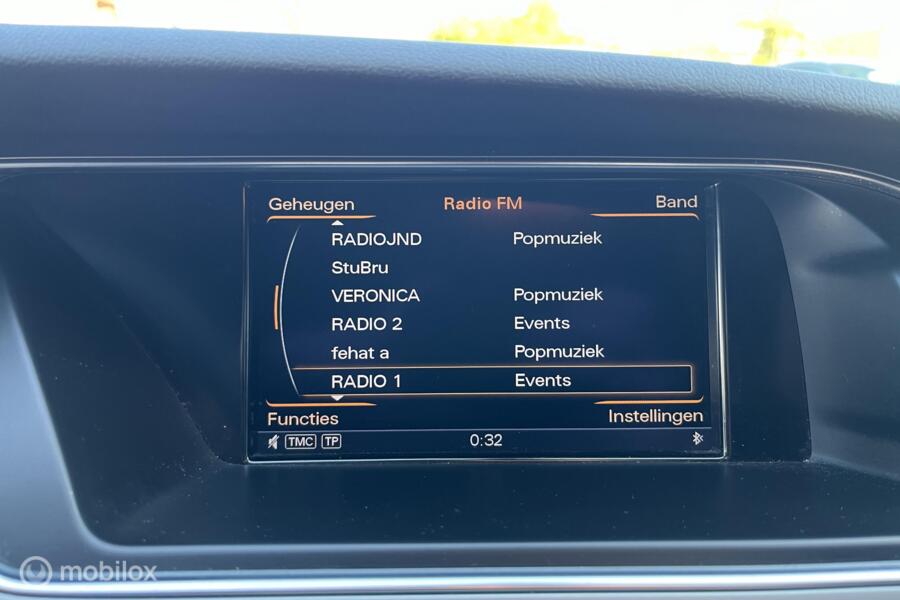 Geheugen Radio FM Band
RADIOJND Popmuziek
StuBru
VERONICA Popmuziek
RADIO 2 Events
fehat a Popmuziek
RADIO 1 Events
Functies Instellingen
TMC TP 0:32
mobilox